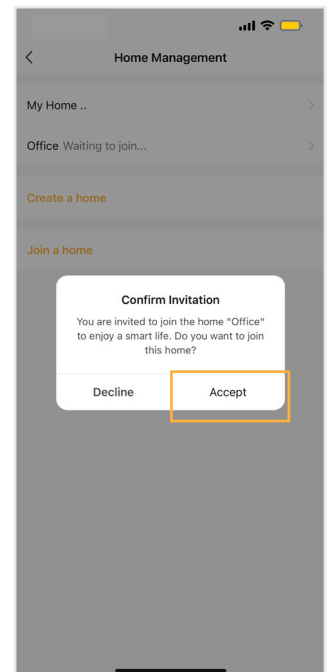 Home Management
My Home ..
Office Waiting to join...
Create a home
Join a home
Confirm Invitation
You are invited to join the home "Office"
to enjoy a smart life. Do you want to join
this home?
Decline
Accept